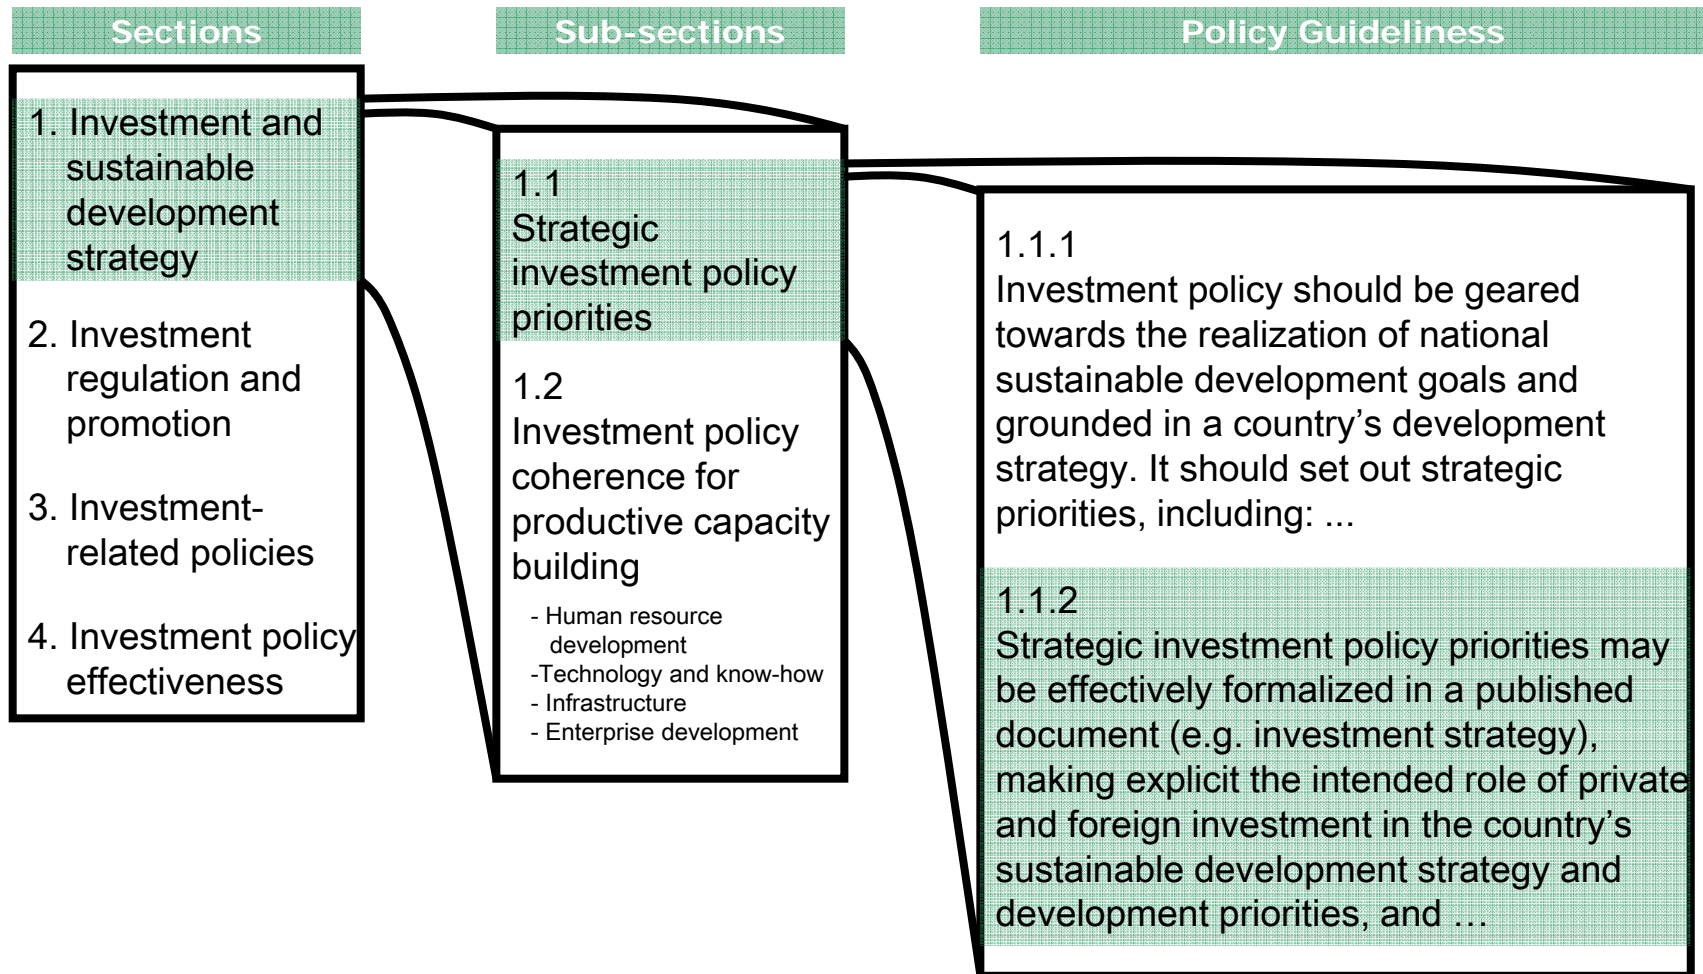 Sections
1. Investment and
sustainable
development
strategy
2. Investment
regulation and
promotion
3. Investment-
related policies
4. Investment policy
effectiveness
Sub-sections
1.1
Strategic
investment policy
priorities
1.2
Investment policy
coherence for
productive capacity
building
- Human resource
development
-Technology and know-how
- Infrastructure
- Enterprise development
Policy Guideliness
1.1.1
Investment policy should be geared
towards the realization of national
sustainable development goals and
grounded in a country’s development
strategy. It should set out strategic
priorities, including: ...
1.1.2
Strategic investment policy priorities may
be effectively formalized in a published
document (e.g. investment strategy),
making explicit the intended role of private
and foreign investment in the country’s
sustainable development strategy and
development priorities, and …